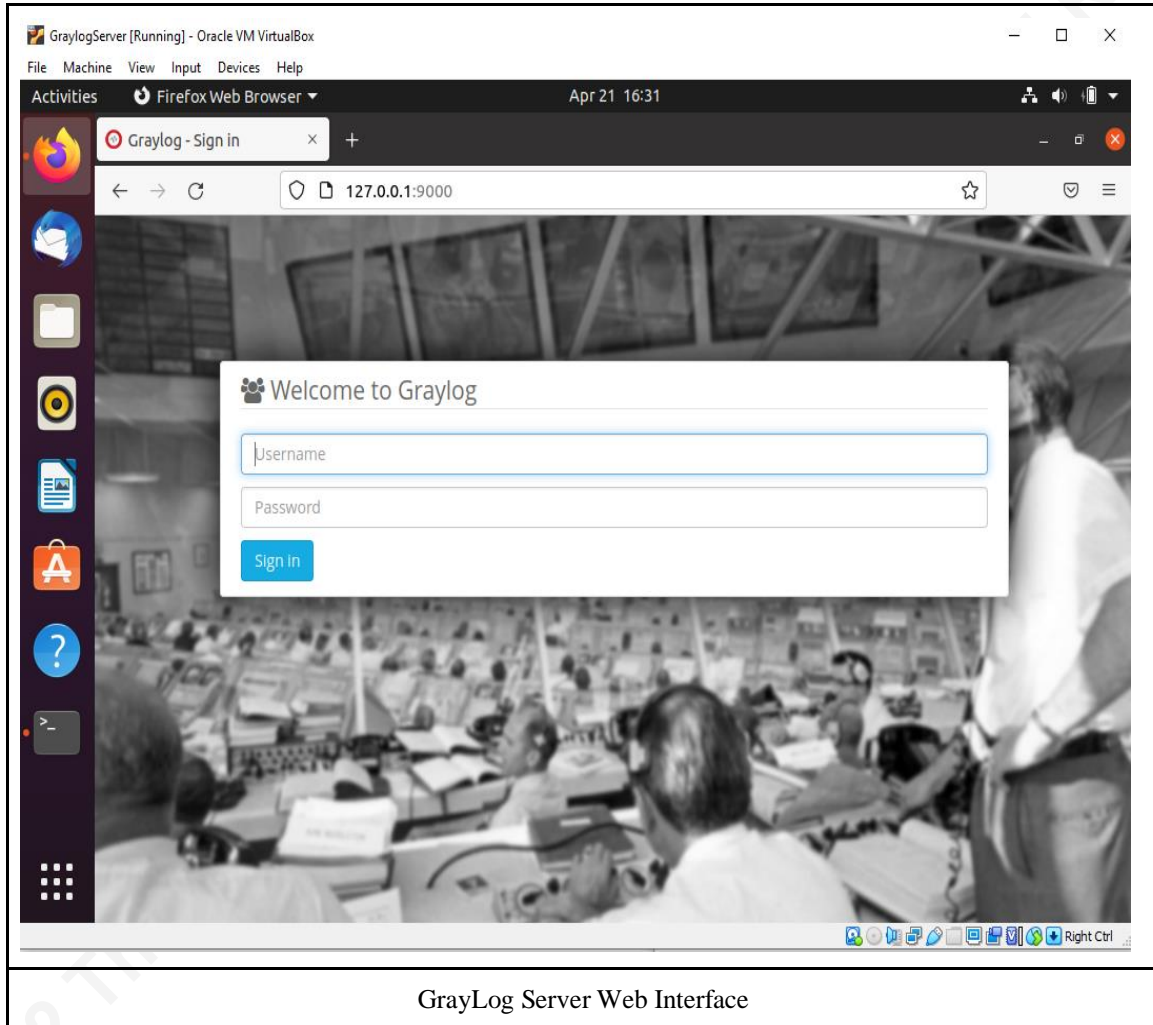 GraylogServer [Running] - Oracle VM VirtualBox
File Machine View Input Devices Help
Activities Firefox Web Browser Apr 21 16:31
Graylog - Sign in
127.0.0.1:9000
Welcome to Graylog
Username
Password
Sign in
Right Ctrl
GrayLog Server Web Interface